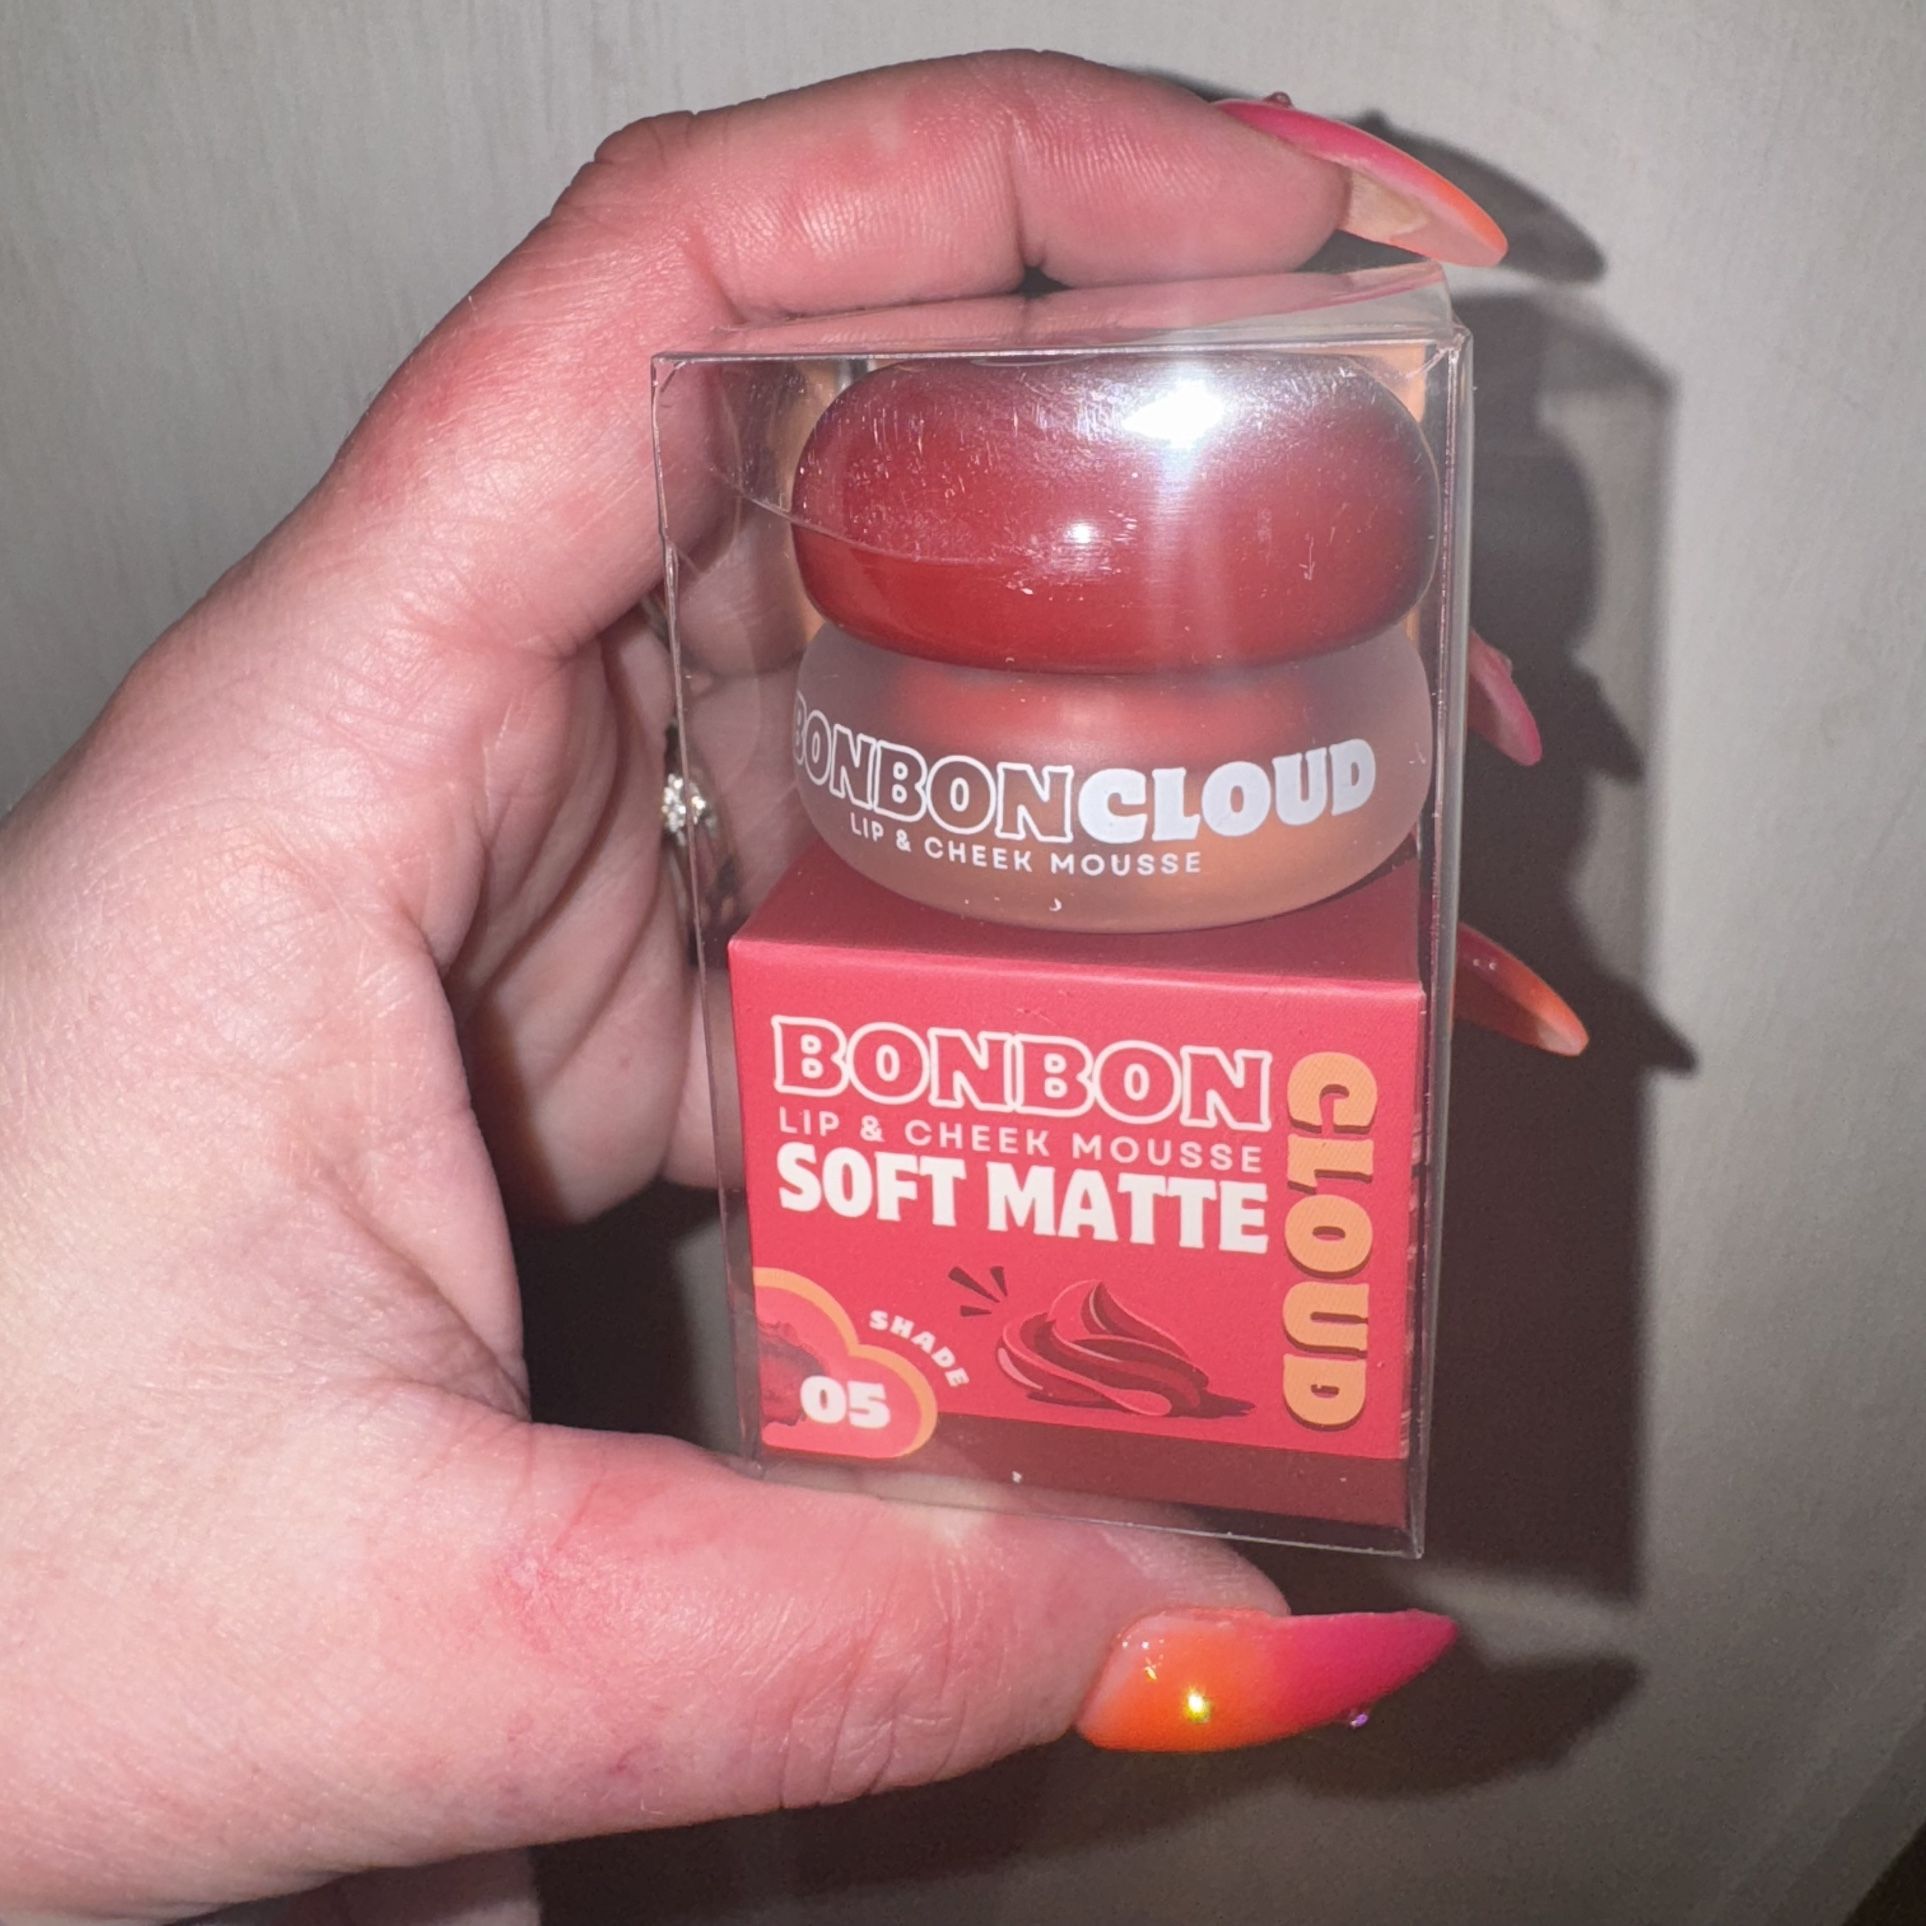 BONBONCLOUD
LIP & CHEEK MOUSSE
BONBON
CLOUD
LIP & CHEEK MOUSSE
SOFT MATTE
SHADE
05